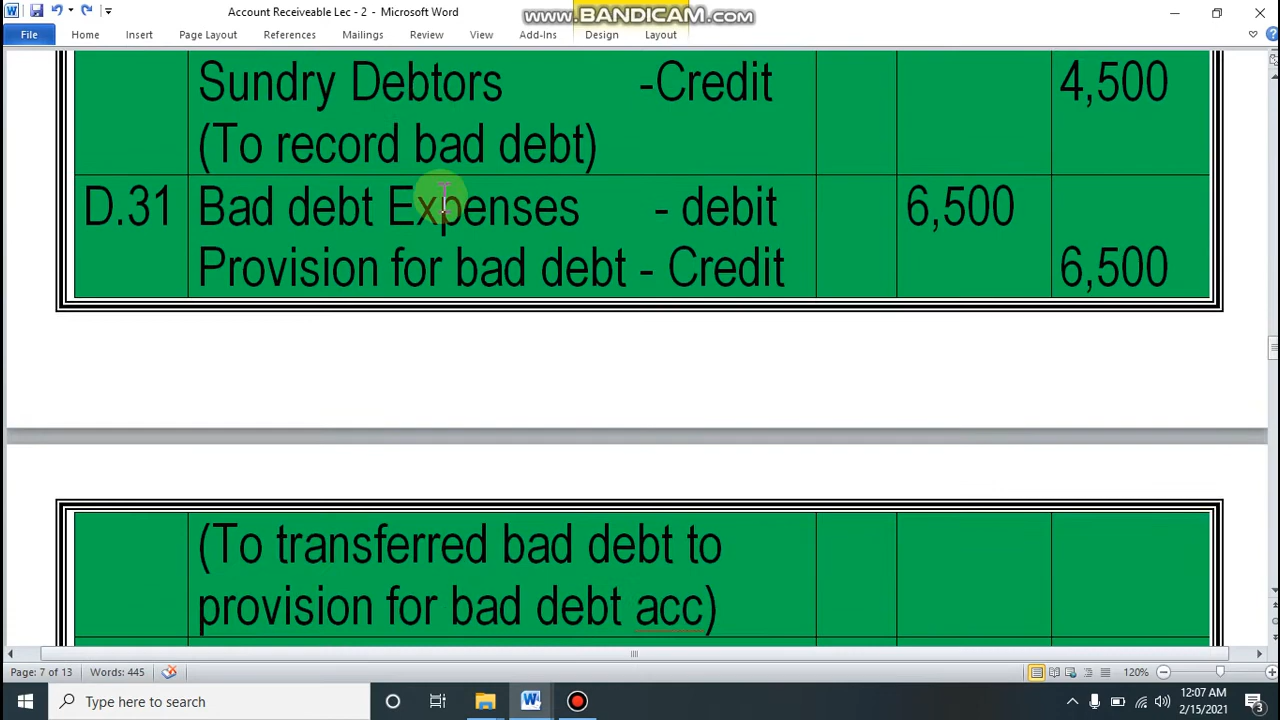 Account Receiveable Lec - 2 - Microsoft Word
www.BANDICAM.com
File Home Insert Page Layout References Mailings Review View Add-Ins Design Layout
Sundry Debtors -Credit 4,500
(To record bad debt)
D.31 Bad debt Expenses - debit 6,500
Provision for bad debt - Credit 6,500
(To transferred bad debt to
provision for bad debt acc)
Page: 7 of 13 Words: 445 120%
Type here to search
12:07 AM
2/15/2021
3